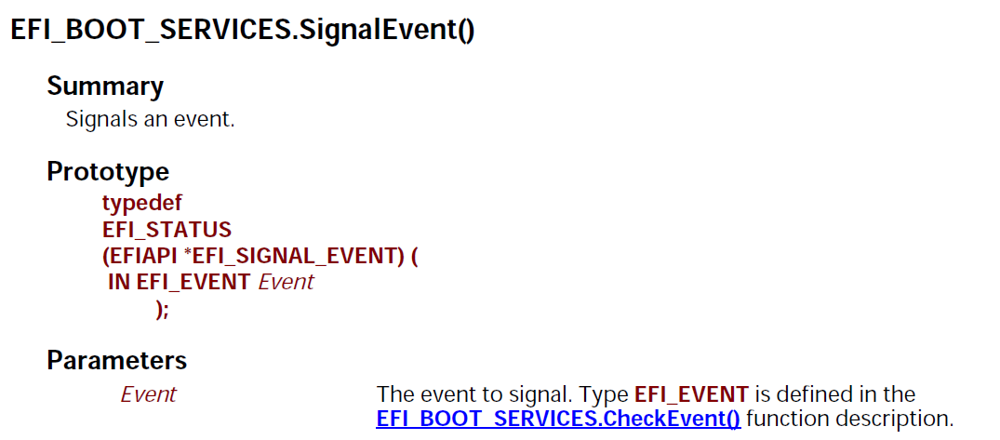 EFI_BOOT_SERVICES.SignalEvent()
Summary
Signals an event.
Prototype
typedef
EFI_STATUS
(EFIAPI *EFI_SIGNAL_EVENT) (
IN EFI_EVENT Event
);
Parameters
Event The event to signal. Type EFI_EVENT is defined in the
EFI_BOOT_SERVICES.CheckEvent() function description.